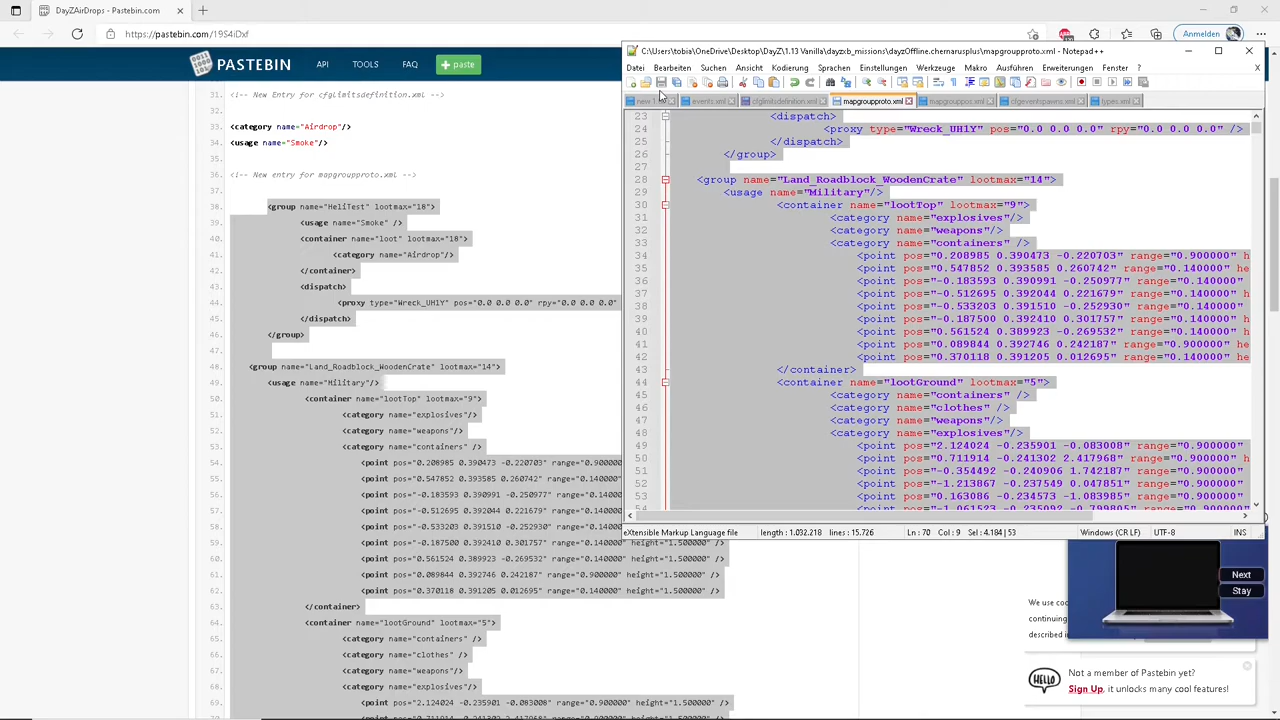 DayZAirDrops - Pastebin.com
https://pastebin.com/19S4iDxf
Anmelden
PASTEBIN
API
TOOLS
FAQ
+ paste
31. <!-- New Entry for cfglimitsdefinition.xml -->
32.
33. <category name="Airdrop"/>
34. <usage name="Smoke"/>
35.
36. <!-- New entry for mapgroupproto.xml -->
37.
38. <group name="HeliTest" lootmax="18">
39. <usage name="Smoke" />
40. <container name="loot" lootmax="18">
41. <category name="Airdrop"/>
42. </container>
43. <dispatch>
44. <proxy type="Wreck_UH1Y" pos="0.0 0.0 0.0" rpy="0.0 0.0 0.0"
45. </dispatch>
46. </group>
47.
48. <group name="Land_Roadblock_WoodenCrate" lootmax="14">
49. <usage name="Military"/>
50. <container name="lootTop" lootmax="9">
51. <category name="explosives"/>
52. <category name="weapons"/>
53. <category name="containers" />
54. <point pos="0.208985 0.390473 -0.220703" range="0.90000
55. <point pos="0.547852 0.393585 0.260742" range="0.140000
56. <point pos="-0.183593 0.390991 -0.250977" range="0.1400
57. <point pos="-0.512695 0.392044 0.221679" range="0.14000
58. <point pos="-0.533203 0.391510 -0.252930" range="0.1400
59. <point pos="-0.187500 0.392410 0.301757" range="0.140000" height="1.500000" />
60. <point pos="0.561524 0.389923 -0.269532" range="0.140000" height="1.500000" />
61. <point pos="0.089844 0.392746 0.242187" range="0.900000" height="1.500000" />
62. <point pos="0.370118 0.391205 0.012695" range="0.140000" height="1.500000" />
63. </container>
64. <container name="lootGround" lootmax="5">
65. <category name="containers" />
66. <category name="clothes" />
67. <category name="weapons"/>
68. <category name="explosives"/>
69. <point pos="2.124024 -0.235901 -0.083008" range="0.900000" height="1.500000" />
C:\Users\tobia\OneDrive\Desktop\DayZ\1.13 Vanilla\dayzcb_missions\dayzOffline.chernarusplus\mapgroupproto.xml - Notepad++
Datei Bearbeiten Suchen Ansicht Kodierung Sprachen Einstellungen Werkzeuge Makro Ausführen Erweiterungen Fenster ?
new 1 events.xml cfglimitsdefinition.xml mapgroupproto.xml mapgrouppos.xml cfgeventspawns.xml types.xml
23 <dispatch>
24 <proxy type="Wreck_UH1Y" pos="0.0 0.0 0.0" rpy="0.0 0.0 0.0" />
25 </dispatch>
26 </group>
27
28 <group name="Land_Roadblock_WoodenCrate" lootmax="14">
29 <usage name="Military"/>
30 <container name="lootTop" lootmax="9">
31 <category name="explosives"/>
32 <category name="weapons"/>
33 <category name="containers" />
34 <point pos="0.208985 0.390473 -0.220703" range="0.900000" h
35 <point pos="0.547852 0.393585 0.260742" range="0.140000" he
36 <point pos="-0.183593 0.390991 -0.250977" range="0.140000"
37 <point pos="-0.512695 0.392044 0.221679" range="0.140000" h
38 <point pos="-0.533203 0.391510 -0.252930" range="0.140000"
39 <point pos="-0.187500 0.392410 0.301757" range="0.140000" h
40 <point pos="0.561524 0.389923 -0.269532" range="0.140000" h
41 <point pos="0.089844 0.392746 0.242187" range="0.900000" he
42 <point pos="0.370118 0.391205 0.012695" range="0.140000" he
43 </container>
44 <container name="lootGround" lootmax="5">
45 <category name="containers" />
46 <category name="clothes" />
47 <category name="weapons"/>
48 <category name="explosives"/>
49 <point pos="2.124024 -0.235901 -0.083008" range="0.900000"
50 <point pos="0.711914 -0.241302 2.417968" range="0.900000" h
51 <point pos="-0.354492 -0.240906 1.742187" range="0.900000"
52 <point pos="-1.213867 -0.237549 0.047851" range="0.900000"
53 <point pos="0.163086 -0.234573 -1.083985" range="0.900000"
eXtensible Markup Language file length : 1.032.218 lines : 15.726 Ln : 70 Col : 9 Sel : 4.184 | 53 Windows (CR LF) UTF-8 INS
Next
Stay
We use coo
continuing
described in
HELLO
Not a member of Pastebin yet?
Sign Up, it unlocks many cool features!